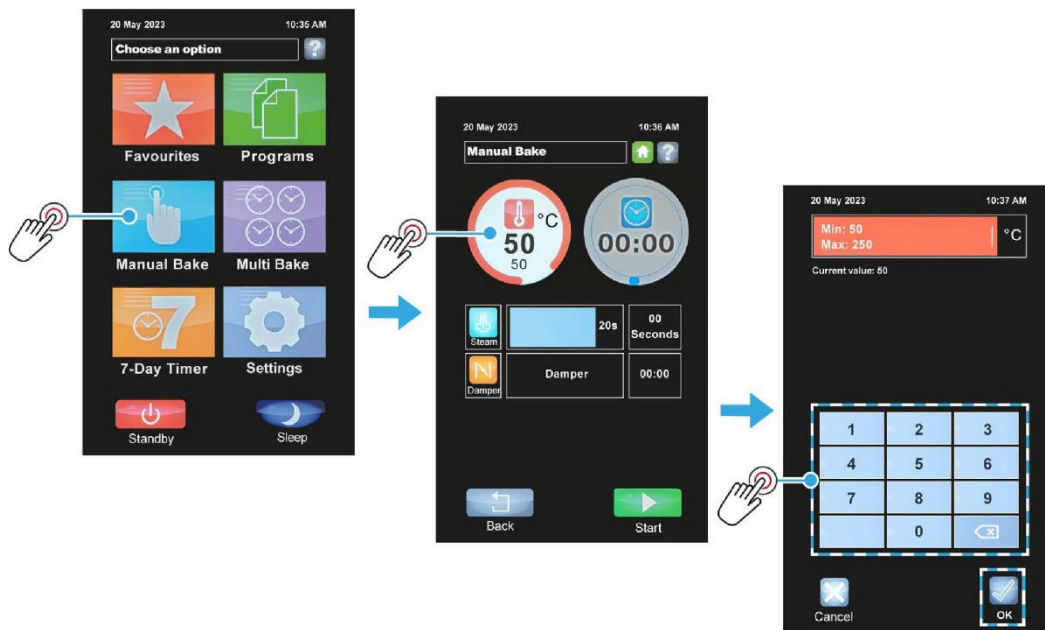 20 May 2023 10:35 AM
Choose an option ?
Favourites Programs
Manual Bake Multi Bake
7
7-Day Timer Settings
Standby Sleep
20 May 2023 10:36 AM
Manual Bake ?
°C
50 00:00
50
Steam 20s 00 Seconds
Damper Damper 00:00
Back Start
20 May 2023 10:37 AM
Min: 50
Max: 250
°C
Current value: 50
1 2 3
4 5 6
7 8 9
0
Cancel OK